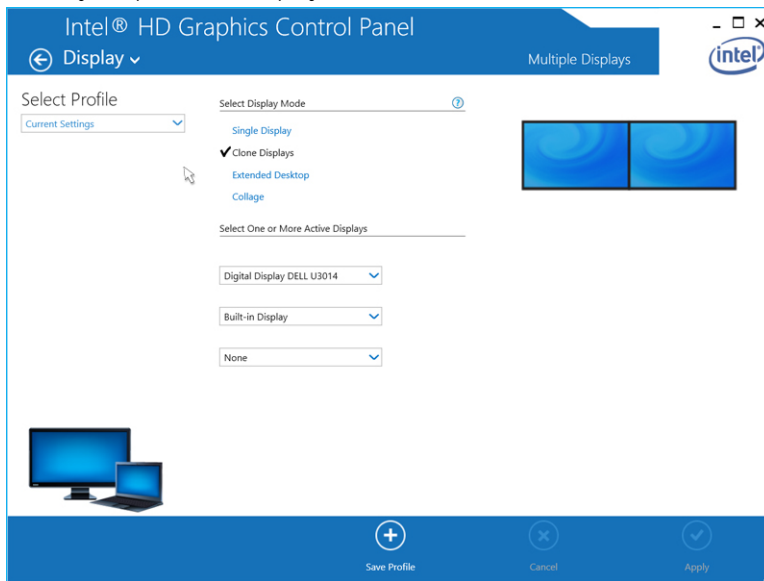 Intel® HD Graphics Control Panel
Display
Multiple Displays
intel
Select Profile
Current Settings
Select Display Mode
?
Single Display
Clone Displays
Extended Desktop
Collage
Select One or More Active Displays
Digital Display DELL U3014
Built-in Display
None
Save Profile
Cancel
Apply